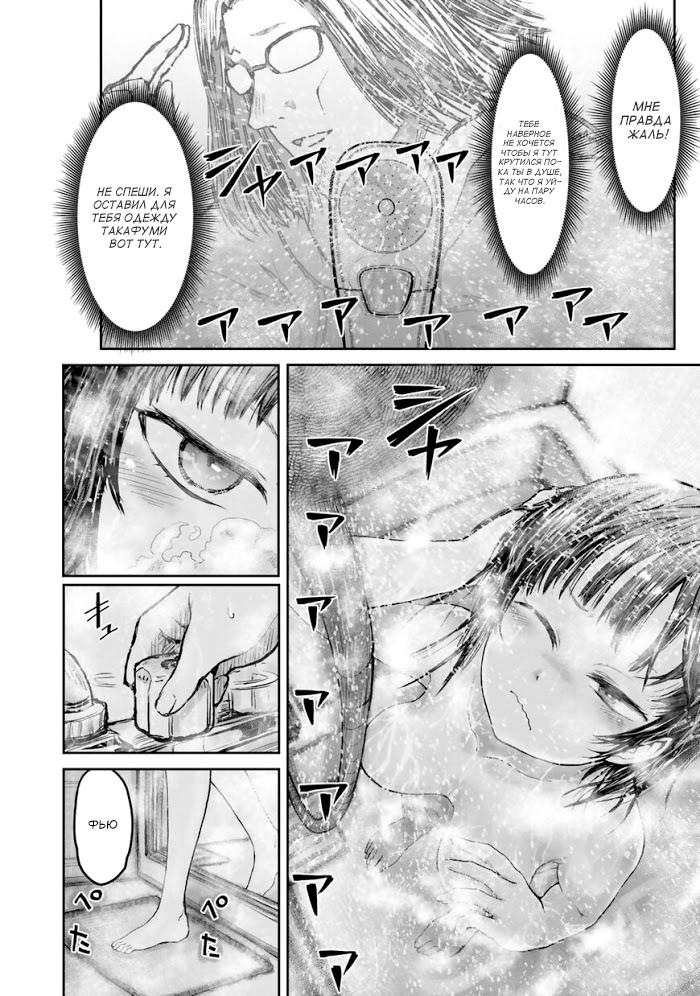 МНЕ
ПРАВДА
ЖАЛЬ!
ТЕБЕ
НАВЕРНОЕ
НЕ ХОЧЕТСЯ
ЧТОБЫ Я ТУТ
КРУТИЛСЯ ПО-
КА ТЫ В ДУШЕ,
ТАК ЧТО Я УЙ-
ДУ НА ПАРУ
ЧАСОВ.
НЕ СПЕШИ. Я
ОСТАВИЛ ДЛЯ
ТЕБЯ ОДЕЖДУ
ТАКАФУМИ
ВОТ ТУТ.
シャアアア
アアアアアアア
シャ
アアアアアア
キュッ
ФЬЮ
ぺた
ぺた